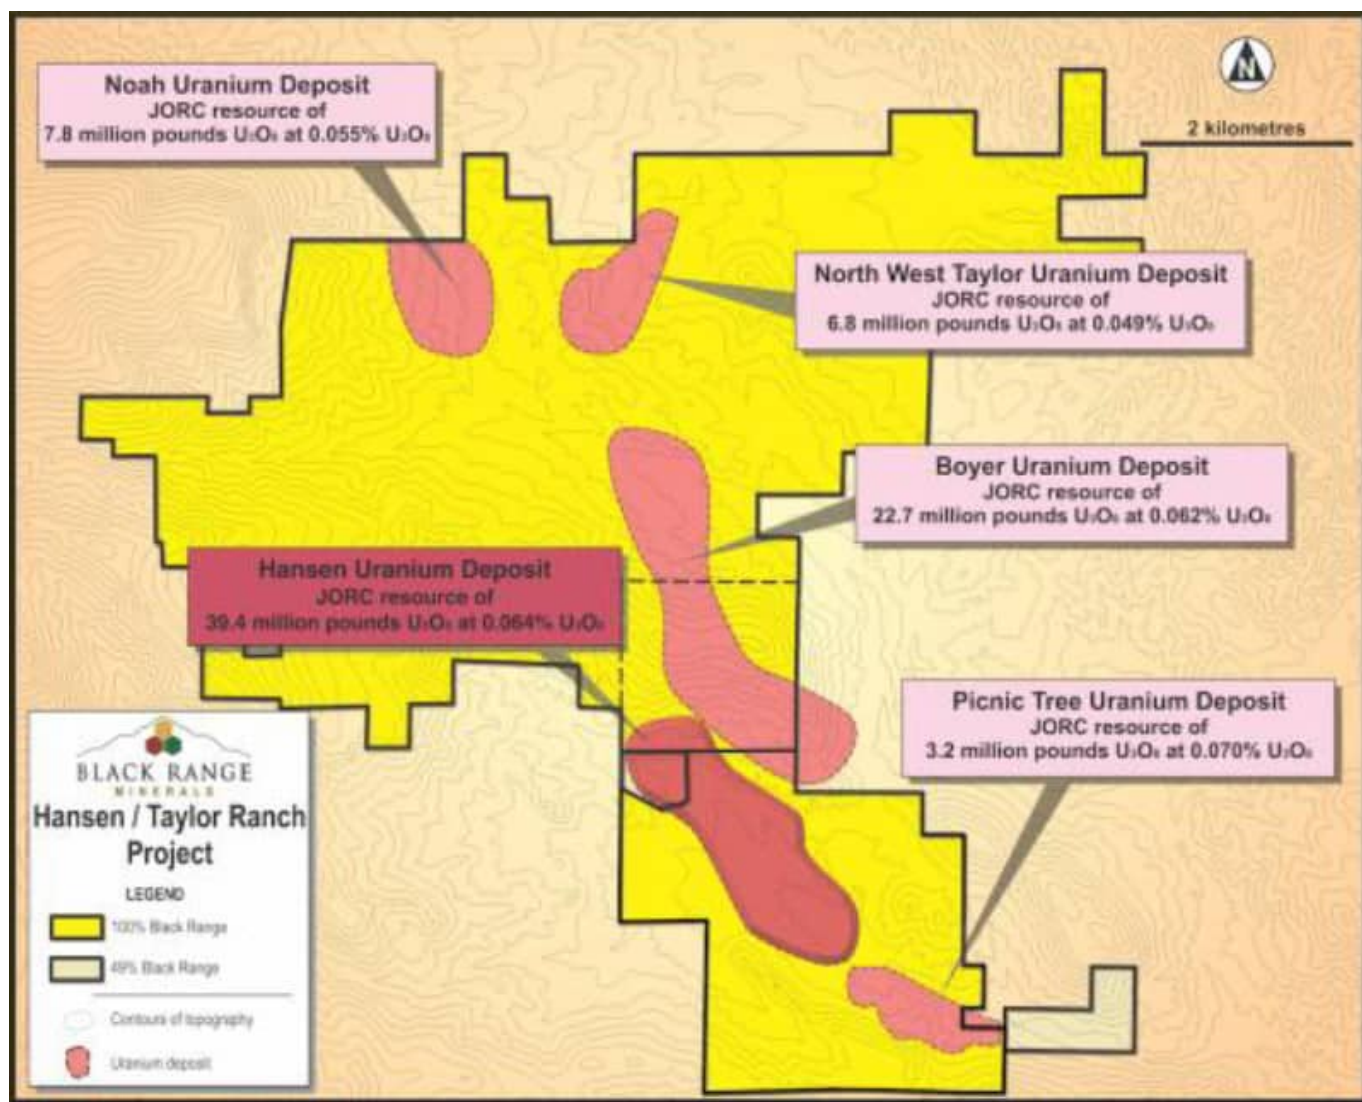 N
2 kilometres
Noah Uranium Deposit
JORC resource of
7.8 million pounds U₃O₈ at 0.055% U₃O₈
North West Taylor Uranium Deposit
JORC resource of
6.8 million pounds U₃O₈ at 0.049% U₃O₈
Boyer Uranium Deposit
JORC resource of
22.7 million pounds U₃O₈ at 0.062% U₃O₈
Hansen Uranium Deposit
JORC resource of
39.4 million pounds U₃O₈ at 0.064% U₃O₈
Picnic Tree Uranium Deposit
JORC resource of
3.2 million pounds U₃O₈ at 0.070% U₃O₈
BLACK RANGE
MINERALS
Hansen / Taylor Ranch
Project
LEGEND
100% Black Range
49% Black Range
Contours of topography
Uranium deposit